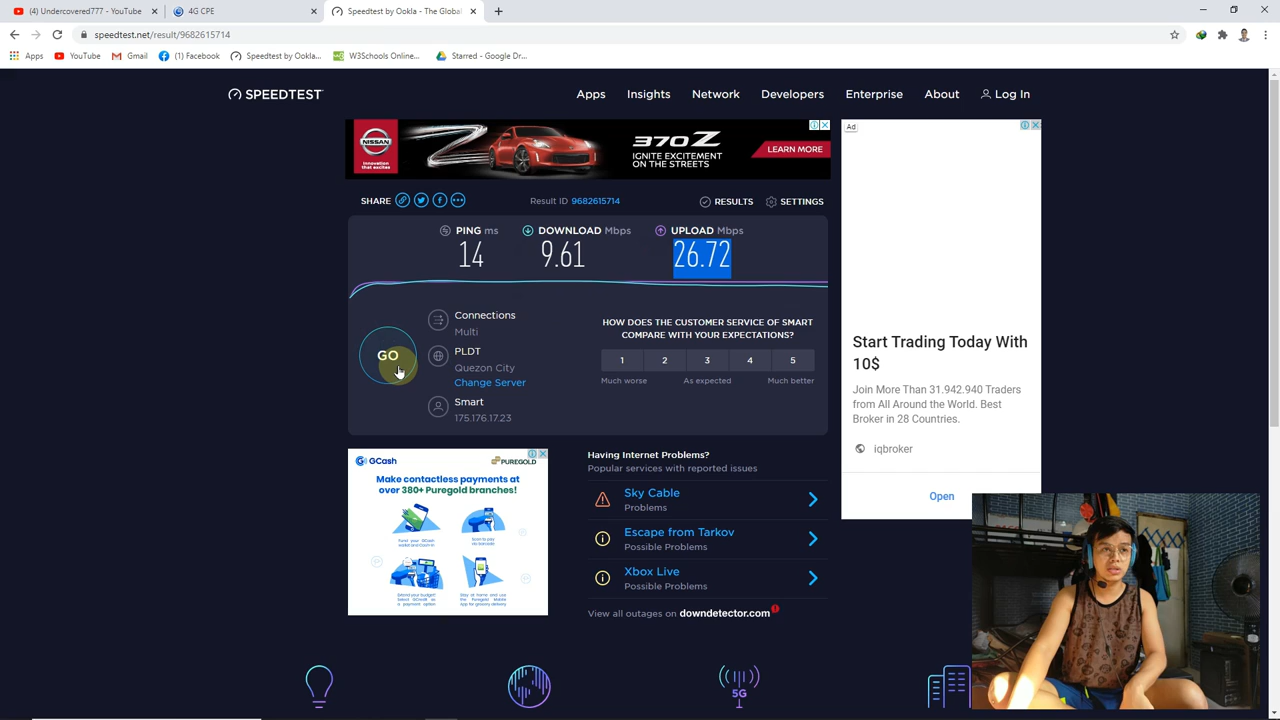 (4) Undercovered777 - YouTube
4G CPE
Speedtest by Ookla - The Global
speedtest.net/result/9682615714
Apps
YouTube
Gmail
(1) Facebook
Speedtest by Ookla...
W3Schools Online...
Starred - Google Dr...
SPEEDTEST
Apps
Insights
Network
Developers
Enterprise
About
Log In
NISSAN
Innovation
that excites
370Z
IGNITE EXCITEMENT
ON THE STREETS
LEARN MORE
Ad
SHARE
Result ID 9682615714
RESULTS
SETTINGS
PING ms
14
DOWNLOAD Mbps
9.61
UPLOAD Mbps
26.72
GO
Connections
Multi
PLDT
Quezon City
Change Server
Smart
175.176.17.23
HOW DOES THE CUSTOMER SERVICE OF SMART
COMPARE WITH YOUR EXPECTATIONS?
1 2 3 4 5
Much worse As expected Much better
Start Trading Today With
10$
Join More Than 31.942.940 Traders
from All Around the World. Best
Broker in 28 Countries.
iqbroker
Open
GCash
PUREGOLD
Make contactless payments at
over 380+ Puregold branches!
Having Internet Problems?
Popular services with reported issues
Sky Cable
Problems
Escape from Tarkov
Possible Problems
Xbox Live
Possible Problems
View all outages on downdetector.com
5G